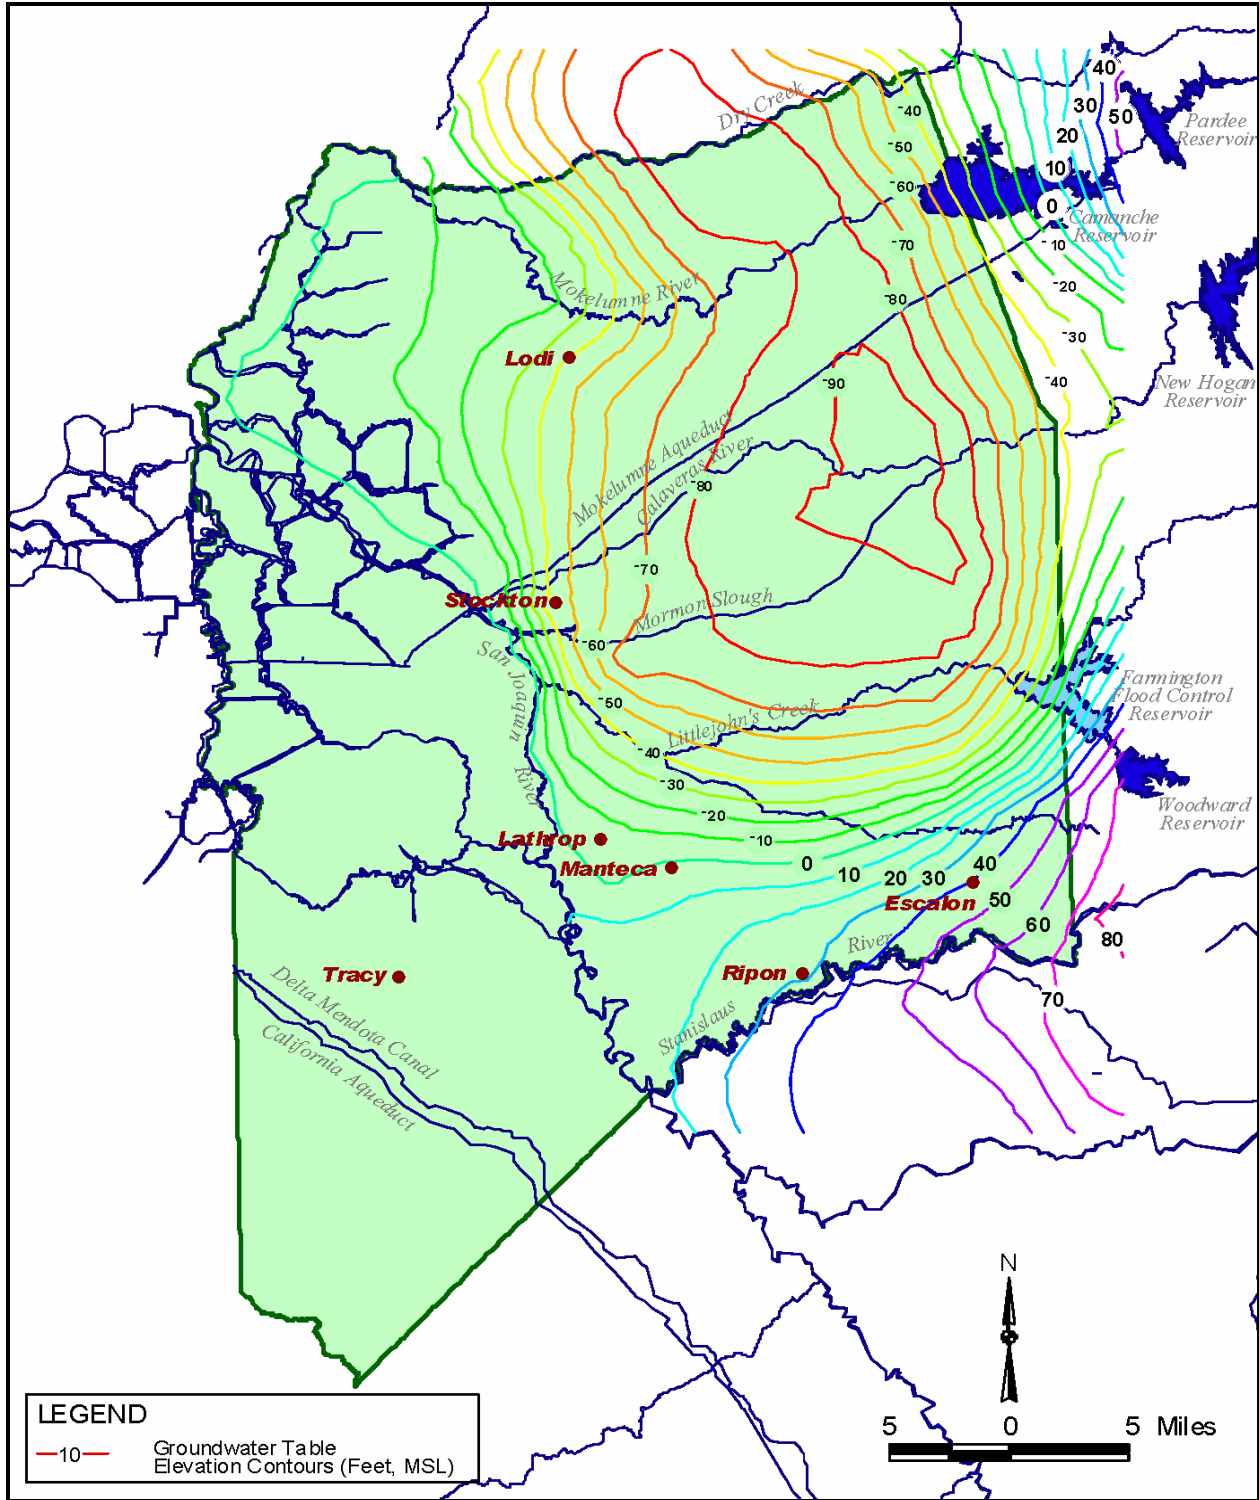 40
30
50
20
10
0
Pardee
Reservoir
Dry Creek
-40
-50
-60
-70
-80
Camanche
Reservoir
-10
-20
-30
-40
New Hogan
Reservoir
Mokelumne River
Lodi
-90
Mokelumne Aqueduct
Calaveras River
-80
-70
Stockton
Mormon Slough
-60
San Joaquin
River
-50
Littlejohn's Creek
-40
-30
-20
-10
Farmington
Flood Control
Reservoir
Woodward
Reservoir
Lathrop
Manteca
0
10
20
30
40
Escalon
50
60
80
70
River
Ripon
Stanislaus
Tracy
Delta Mendota Canal
California Aqueduct
N
5 0 5 Miles
LEGEND
10
Groundwater Table
Elevation Contours (Feet, MSL)